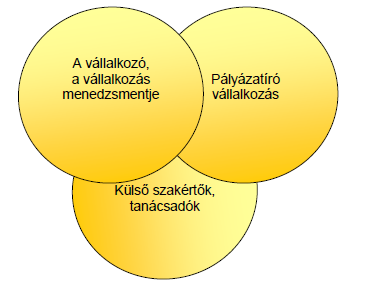 A vállalkozó,
a vállalkozás
menedzsmentje
Pályázatíró
vállalkozás
Külső szakértők,
tanácsadók